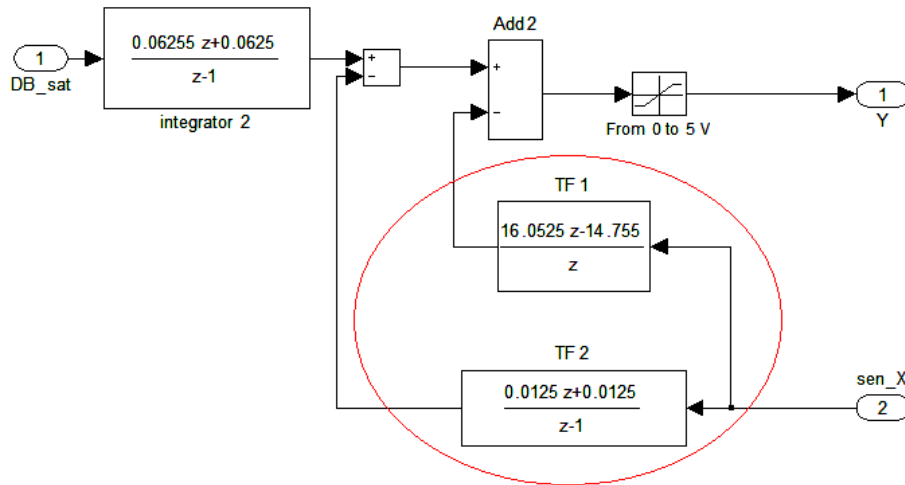 1
DB_sat
0.06255 z+0.0625
z-1
integrator 2
+
−
Add 2
+
−
From 0 to 5 V
1
Y
TF 1
16.0525 z-14.755
z
TF 2
0.0125 z+0.0125
z-1
sen_X
2